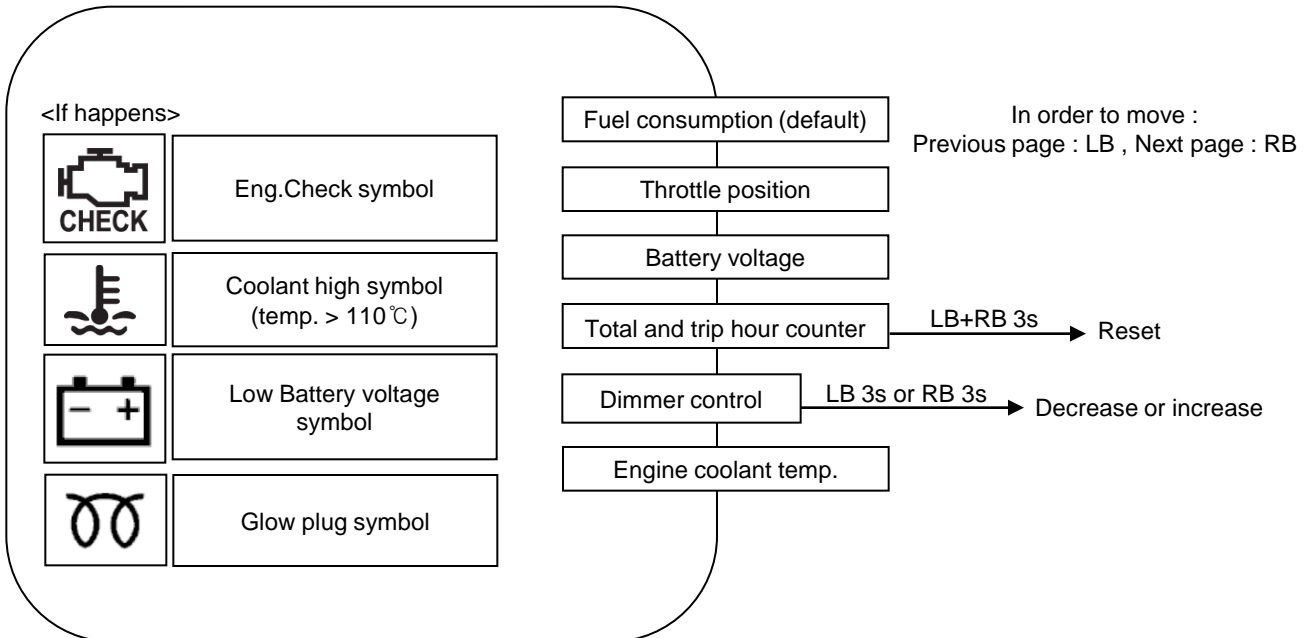 <If happens>
CHECK
Eng.Check symbol
Coolant high symbol
(temp. > 110℃)
Low Battery voltage
symbol
Glow plug symbol
Fuel consumption (default)
Throttle position
Battery voltage
Total and trip hour counter
LB+RB 3s
Reset
Dimmer control
LB 3s or RB 3s
Decrease or increase
Engine coolant temp.
In order to move :
Previous page : LB , Next page : RB